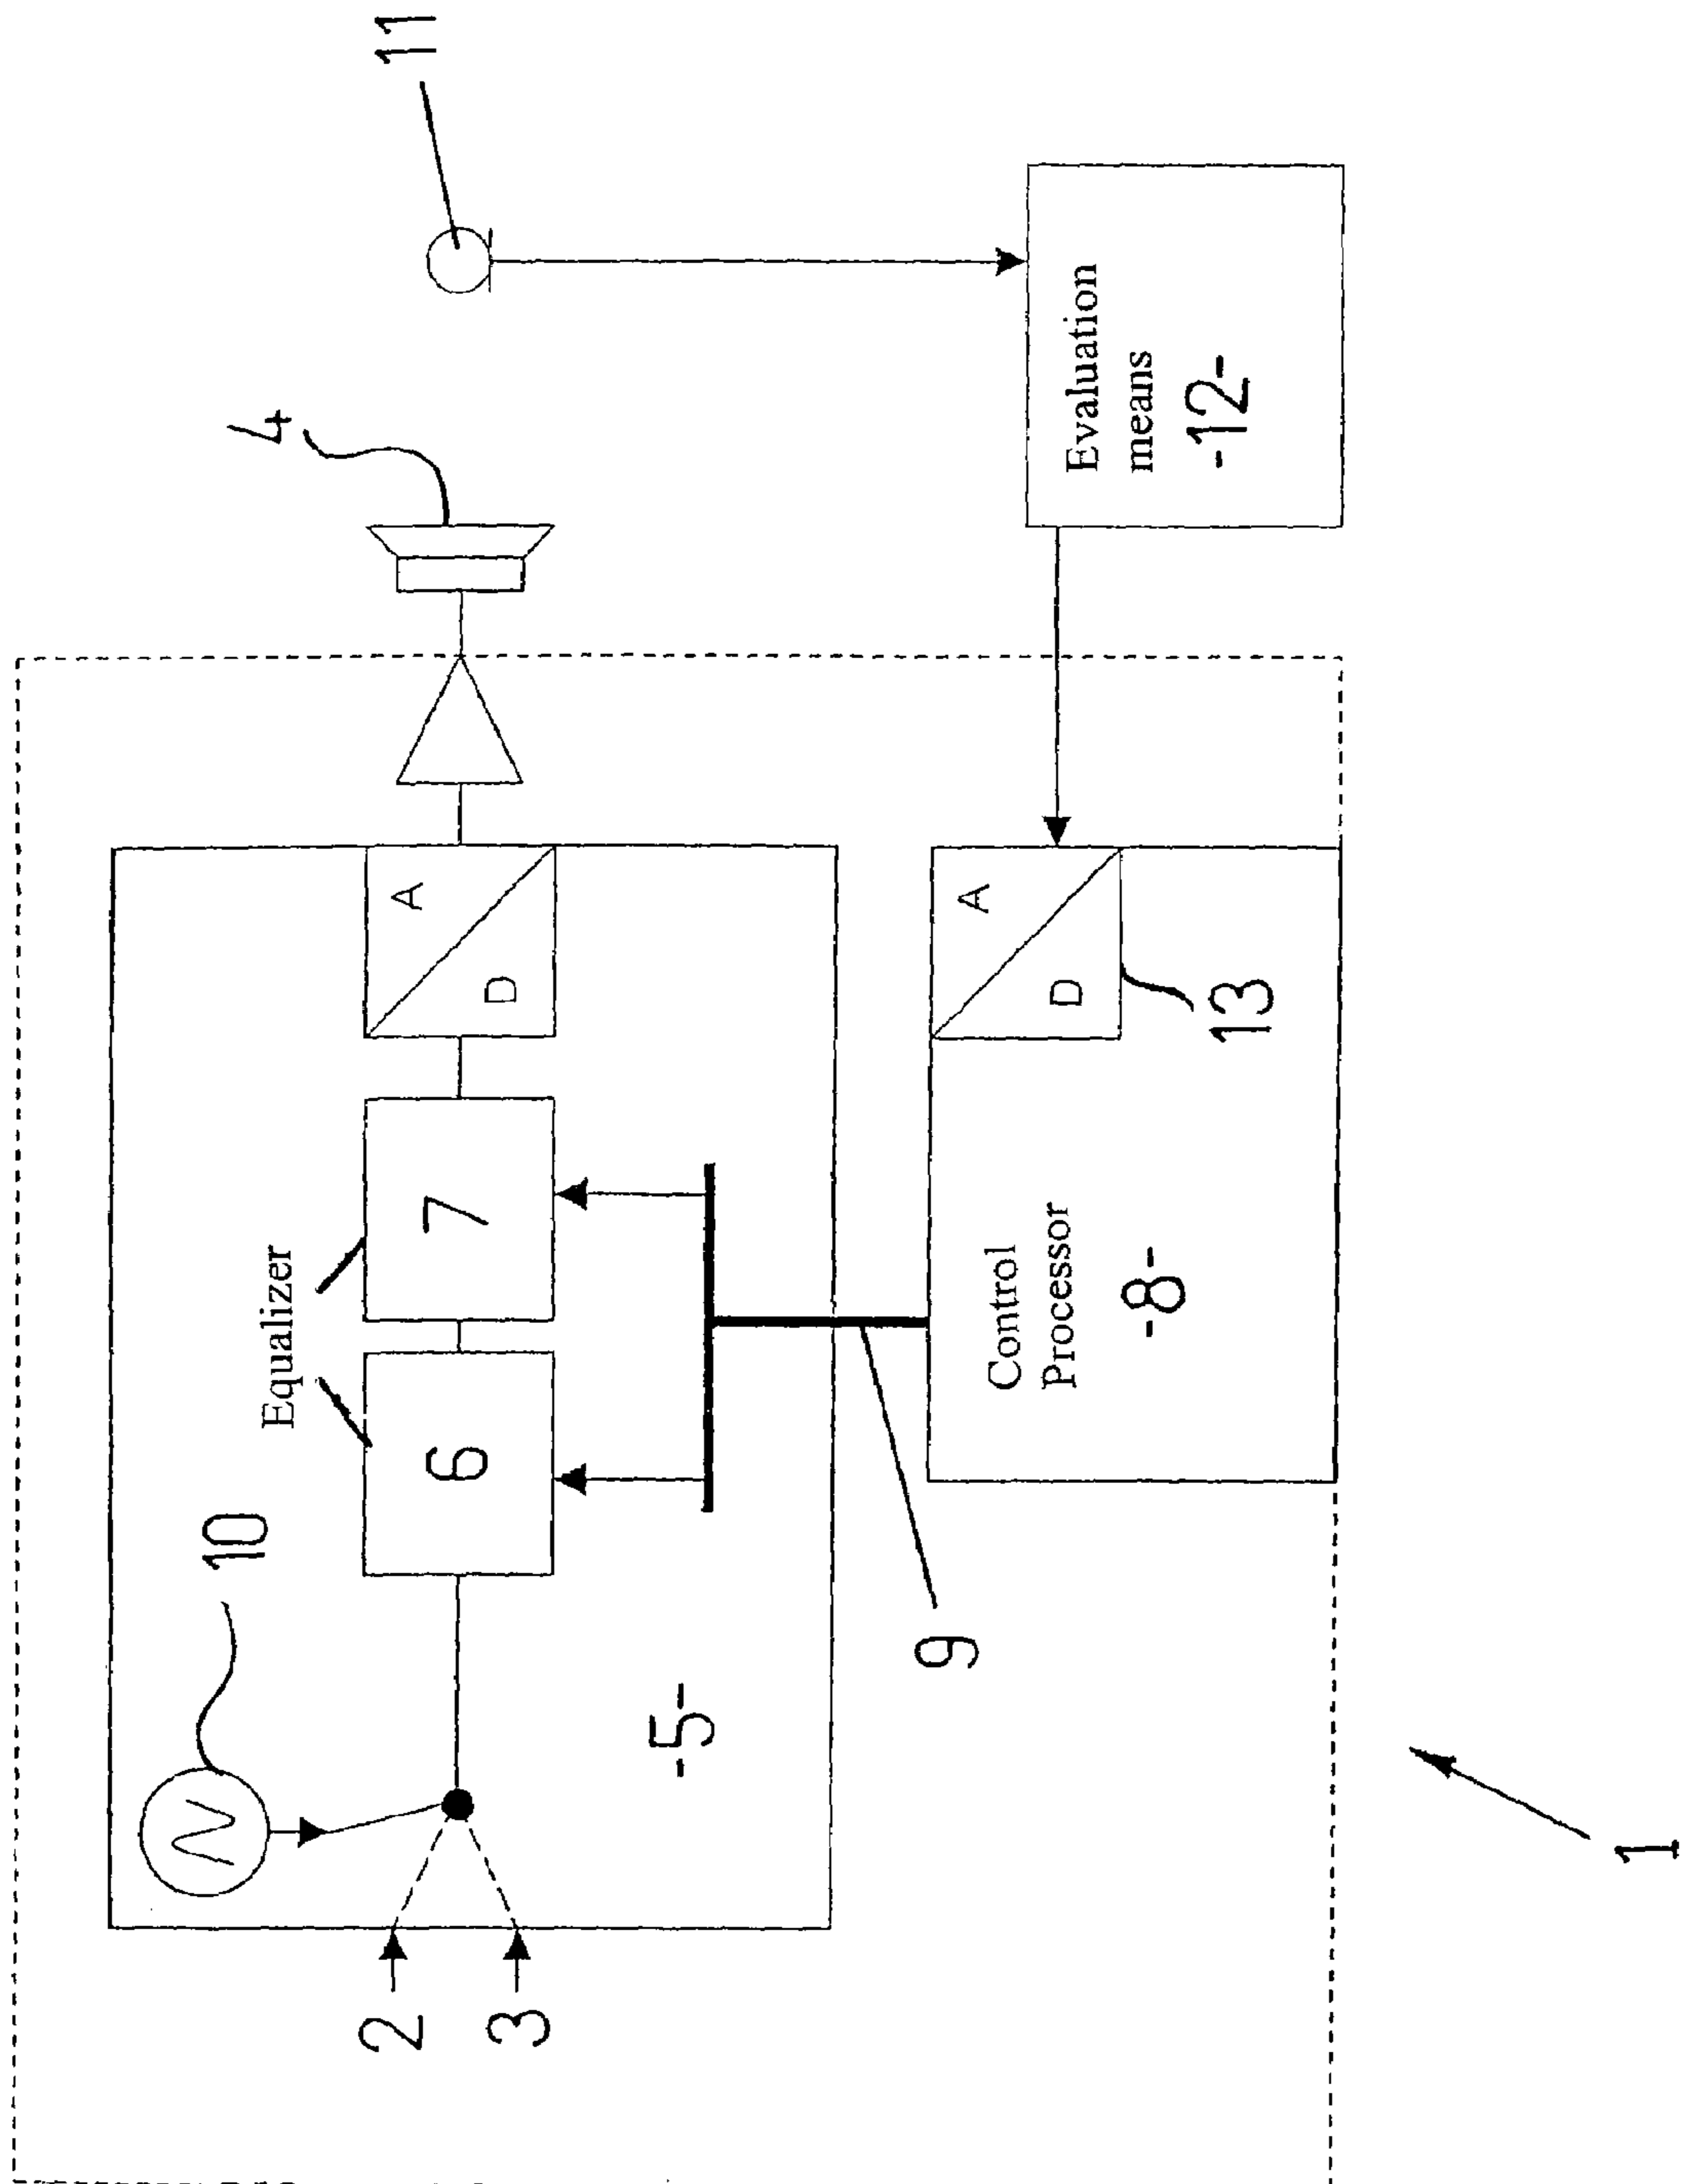 11
4
10
Equalizer
6
7
A
D
2
3
-5-
9
Control
Processor
-8-
A
D
13
Evaluation
means
-12-
1